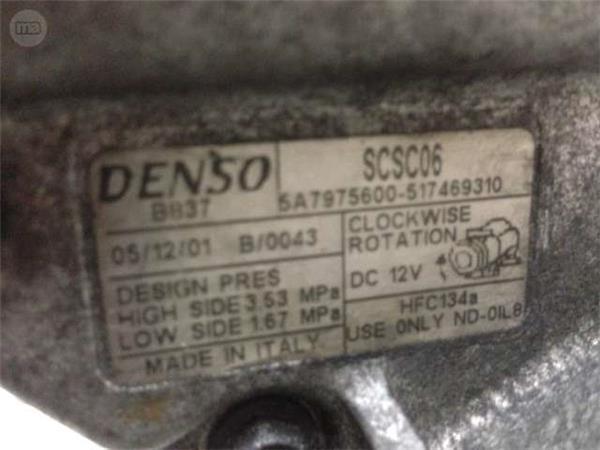 ma
DENSO
B837
SCSC06
5A7975600-517469310
05/12/01 B/0043
CLOCKWISE
ROTATION
DC 12V
DESIGN PRES
HIGH SIDE 3.53 MPa
LOW SIDE 1.67 MPa
HFC134a
USE ONLY ND-OIL8
MADE IN ITALY